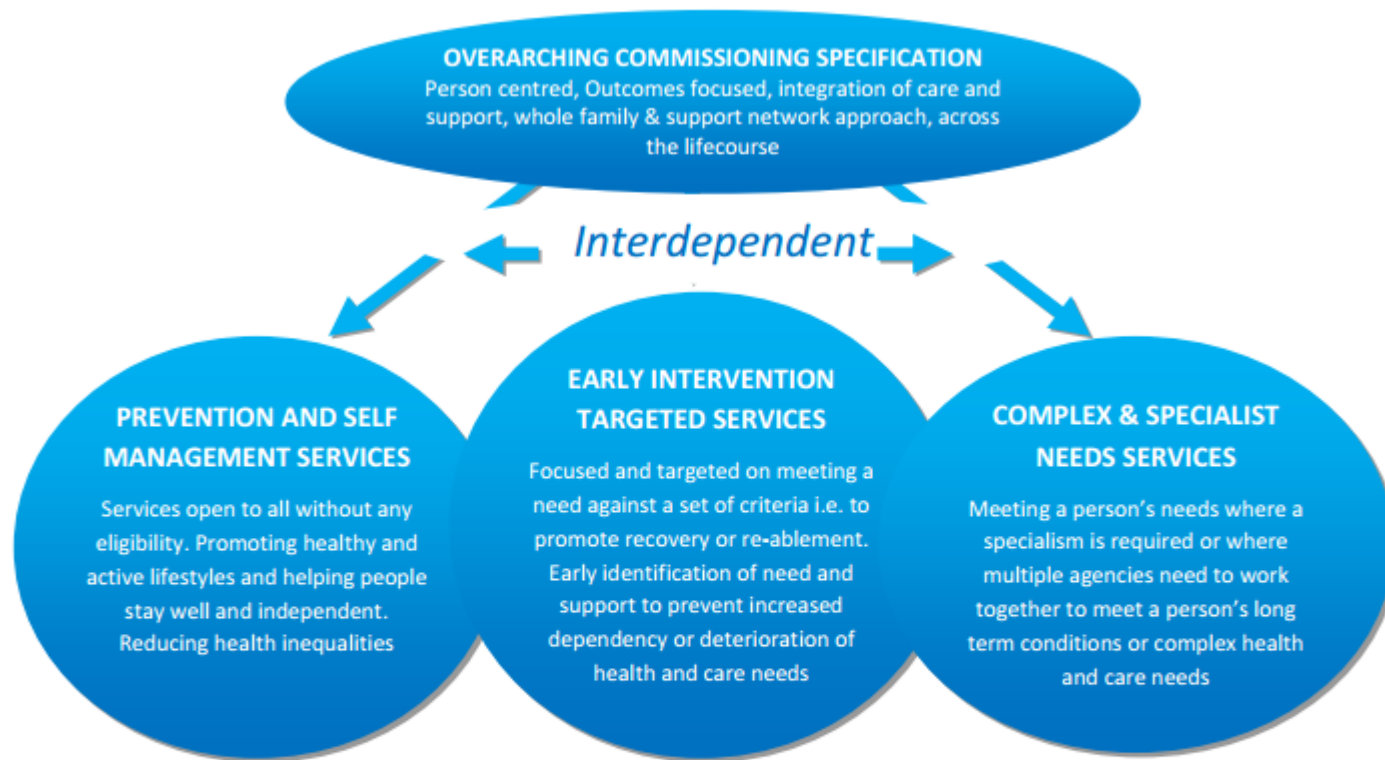 OVERARCHING COMMISSIONING SPECIFICATION
Person centred, Outcomes focused, integration of care and
support, whole family & support network approach, across
the lifecourse
Interdependent
PREVENTION AND SELF
MANAGEMENT SERVICES
Services open to all without any
eligibility. Promoting healthy and
active lifestyles and helping people
stay well and independent.
Reducing health inequalities
EARLY INTERVENTION
TARGETED SERVICES
Focused and targeted on meeting a
need against a set of criteria i.e. to
promote recovery or re-ablement.
Early identification of need and
support to prevent increased
dependency or deterioration of
health and care needs
COMPLEX & SPECIALIST
NEEDS SERVICES
Meeting a person’s needs where a
specialism is required or where
multiple agencies need to work
together to meet a person’s long
term conditions or complex health
and care needs